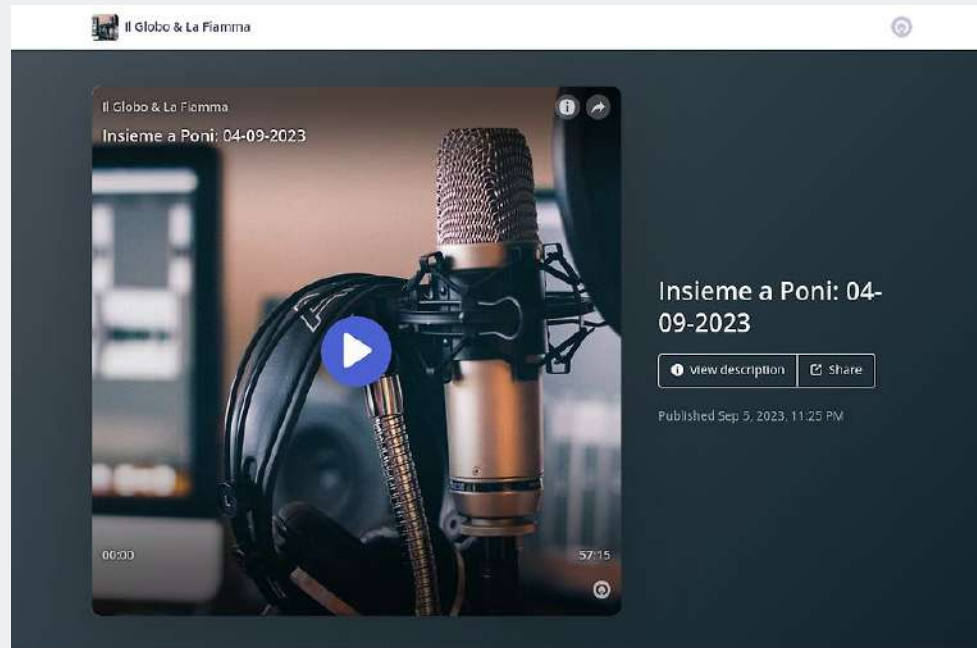 Il Globo & La Fiamma
Il Globo & La Fiamma
Insieme a Poni: 04-09-2023
00:00
57:15
Insieme a Poni: 04-
09-2023
View description
Share
Published Sep 5, 2023, 11:25 PM